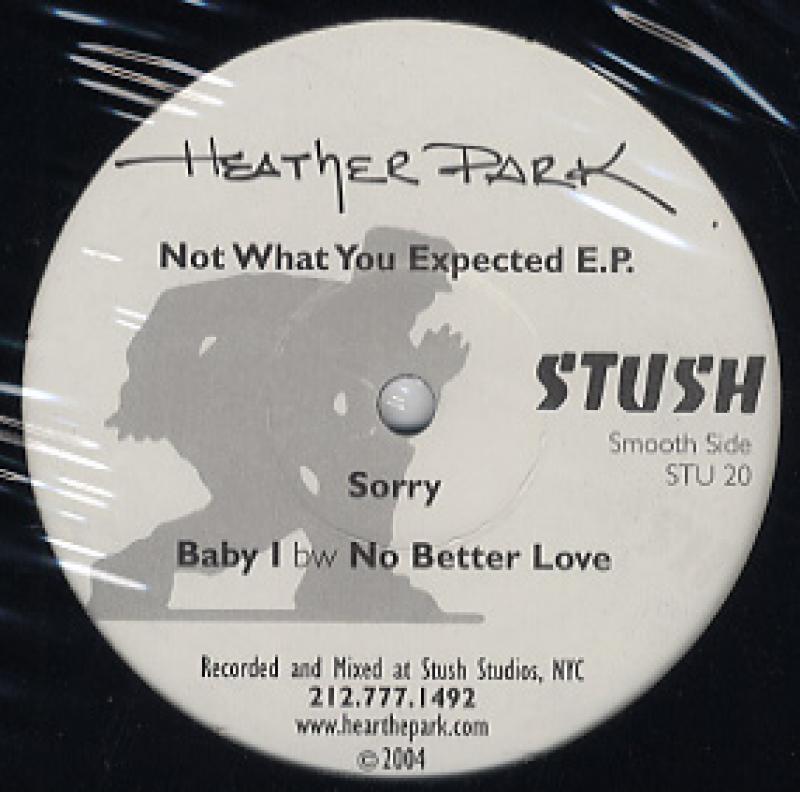 HEATHER PARK
Not What You Expected E.P.
STUSH
Smooth Side
STU 20
Sorry
Baby I bw No Better Love
Recorded and Mixed at Stush Studios, NYC
212.777.1492
www.hearthepark.com
©2004